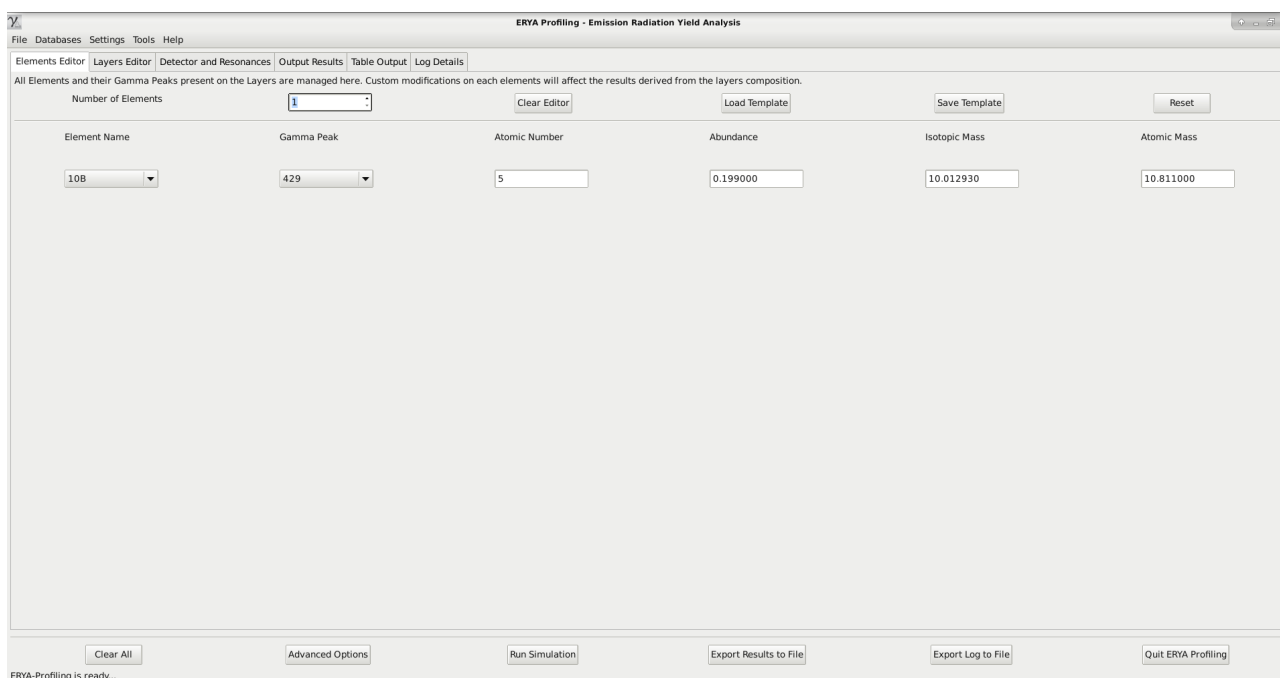 γ
ERYA Profiling - Emission Radiation Yield Analysis
File Databases Settings Tools Help
Elements Editor Layers Editor Detector and Resonances Output Results Table Output Log Details
All Elements and their Gamma Peaks present on the Layers are managed here. Custom modifications on each elements will affect the results derived from the layers composition.
Number of Elements 1 Clear Editor Load Template Save Template Reset
Element Name Gamma Peak Atomic Number Abundance Isotopic Mass Atomic Mass
10B 429 5 0.199000 10.012930 10.811000
Clear All Advanced Options Run Simulation Export Results to File Export Log to File Quit ERYA Profiling
ERYA-Profiling is ready...